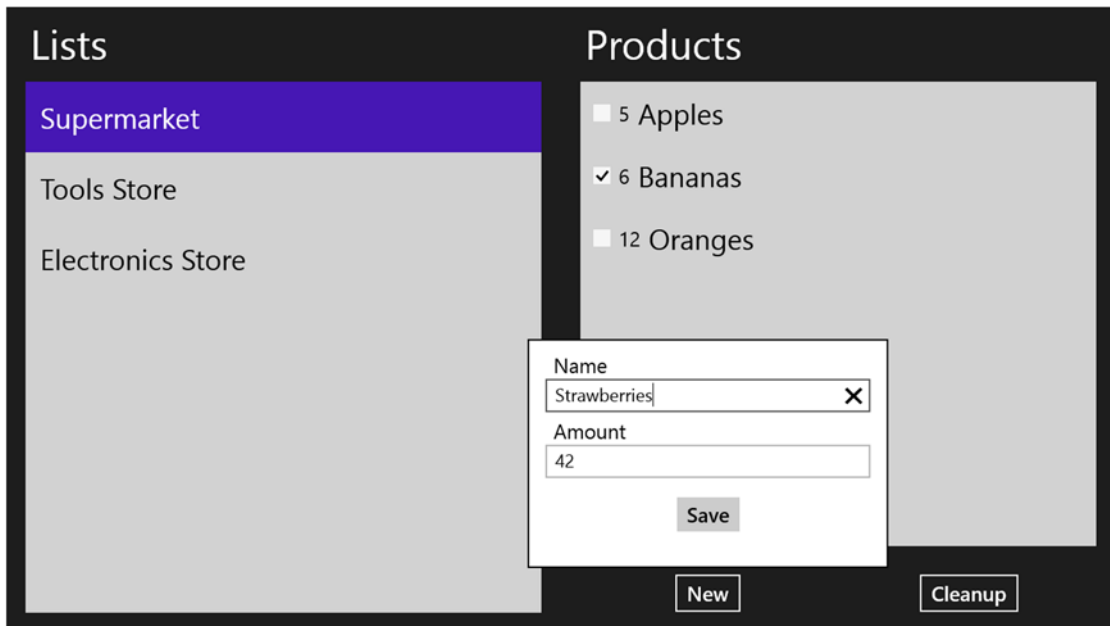 Lists
Supermarket
Tools Store
Electronics Store
Products
5 Apples
6 Bananas
12 Oranges
Name
Strawberries
Amount
42
Save
New
Cleanup